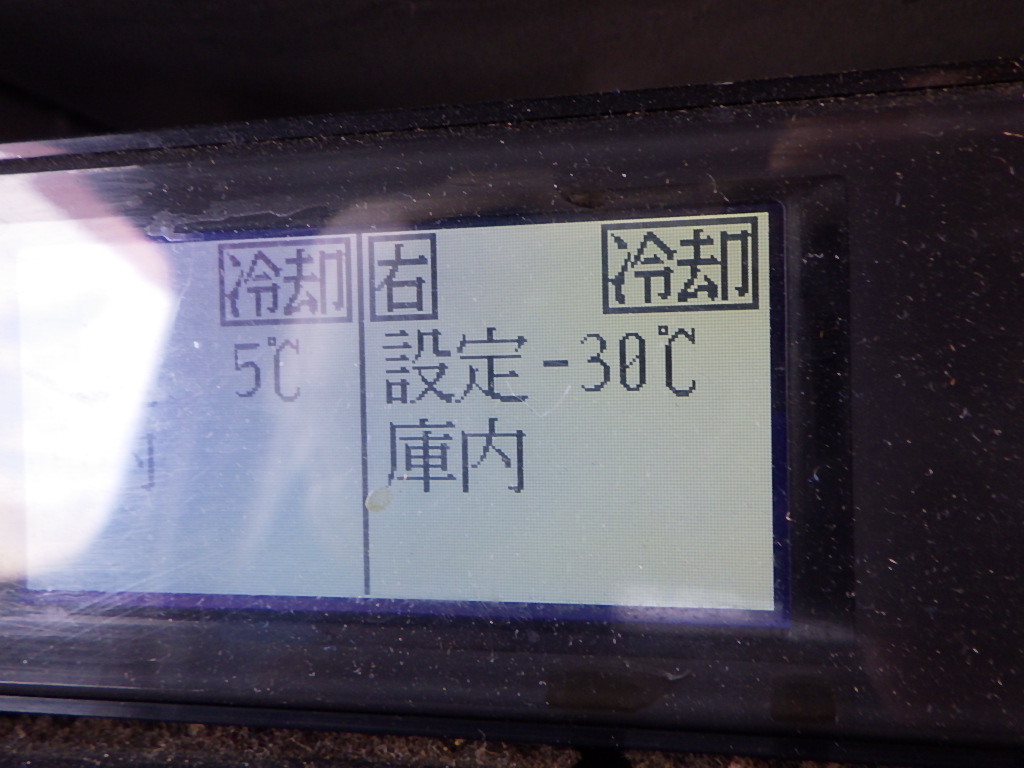 冷却
5℃
右 冷却
設定 -30℃
庫内